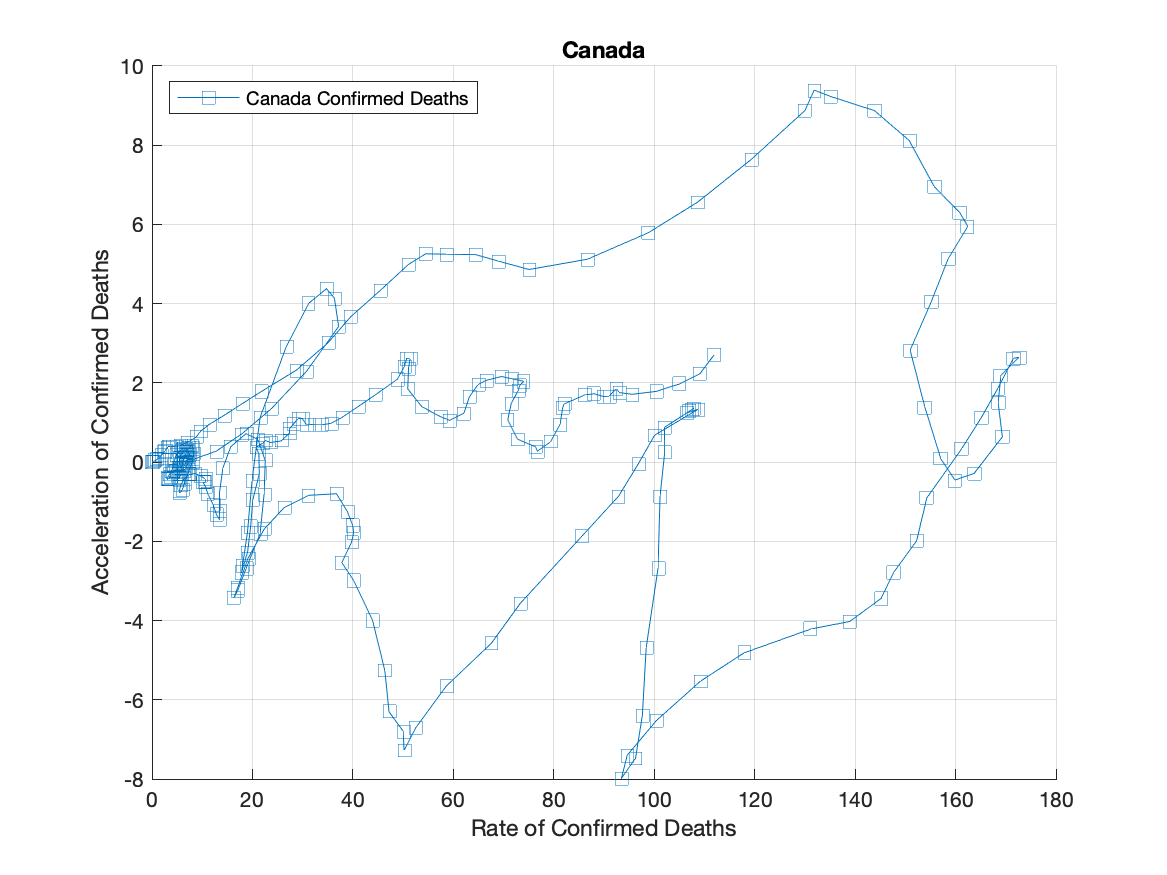 Canada
Canada Confirmed Deaths
10
8
6
4
2
0
-2
-4
-6
-8
Acceleration of Confirmed Deaths
0 20 40 60 80 100 120 140 160 180
Rate of Confirmed Deaths